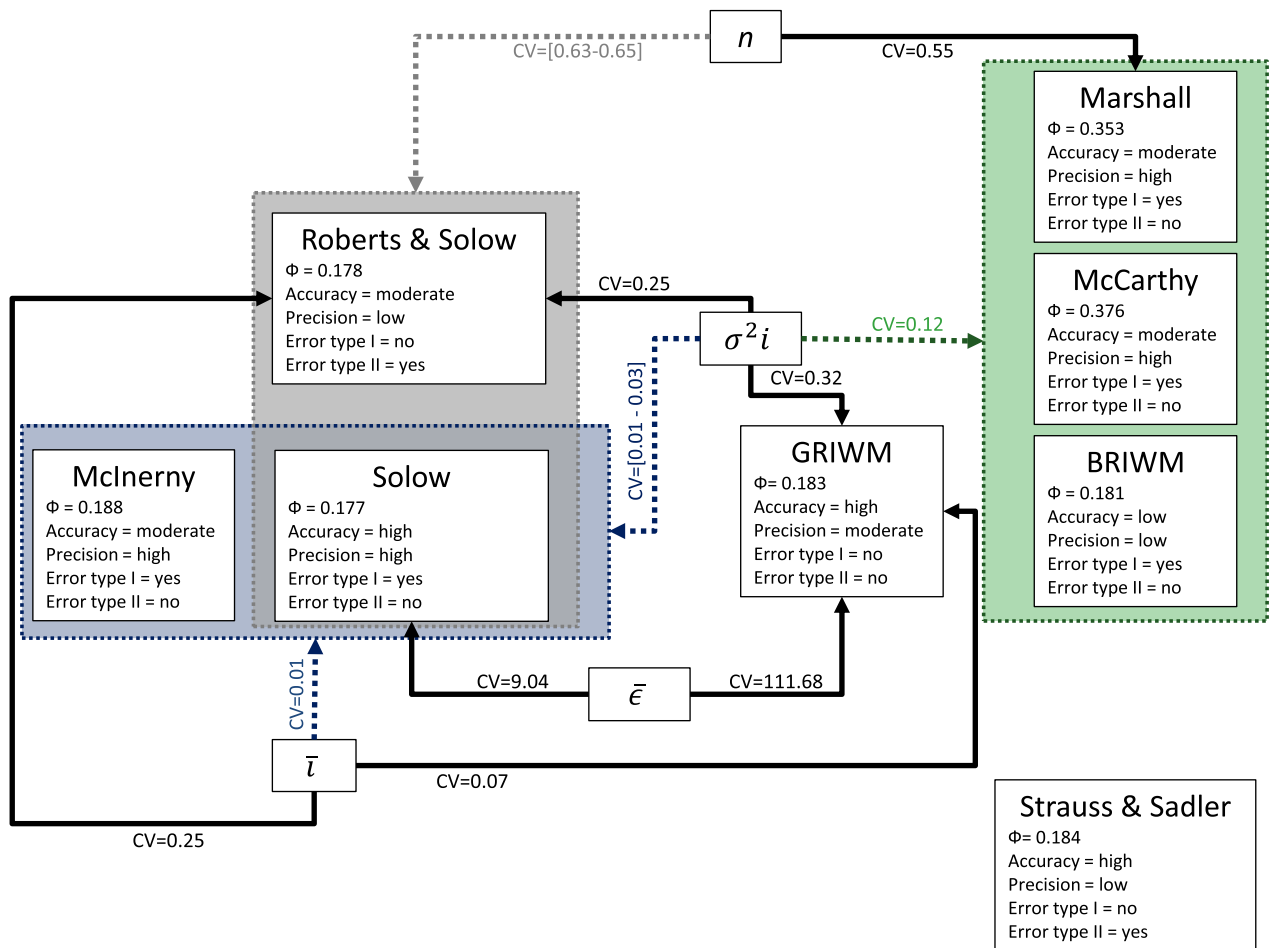 n
CV=[0.63-0.65]
CV=0.55
Marshall
Φ = 0.353
Accuracy = moderate
Precision = high
Error type I = yes
Error type II = no
Roberts & Solow
Φ = 0.178
Accuracy = moderate
Precision = low
Error type I = no
Error type II = yes
CV=0.25
σ²i
CV=0.12
McCarthy
Φ = 0.376
Accuracy = moderate
Precision = high
Error type I = yes
Error type II = no
CV=0.32
CV=[0.01 - 0.03]
McInerny
Φ = 0.188
Accuracy = moderate
Precision = high
Error type I = yes
Error type II = no
Solow
Φ = 0.177
Accuracy = high
Precision = high
Error type I = yes
Error type II = no
GRIWM
Φ = 0.183
Accuracy = high
Precision = moderate
Error type I = no
Error type II = no
BRIWM
Φ = 0.181
Accuracy = low
Precision = low
Error type I = yes
Error type II = no
CV=0.01
CV=9.04
ϵ̄
CV=111.68
ῑ
CV=0.07
CV=0.25
Strauss & Sadler
Φ= 0.184
Accuracy = high
Precision = low
Error type I = no
Error type II = yes